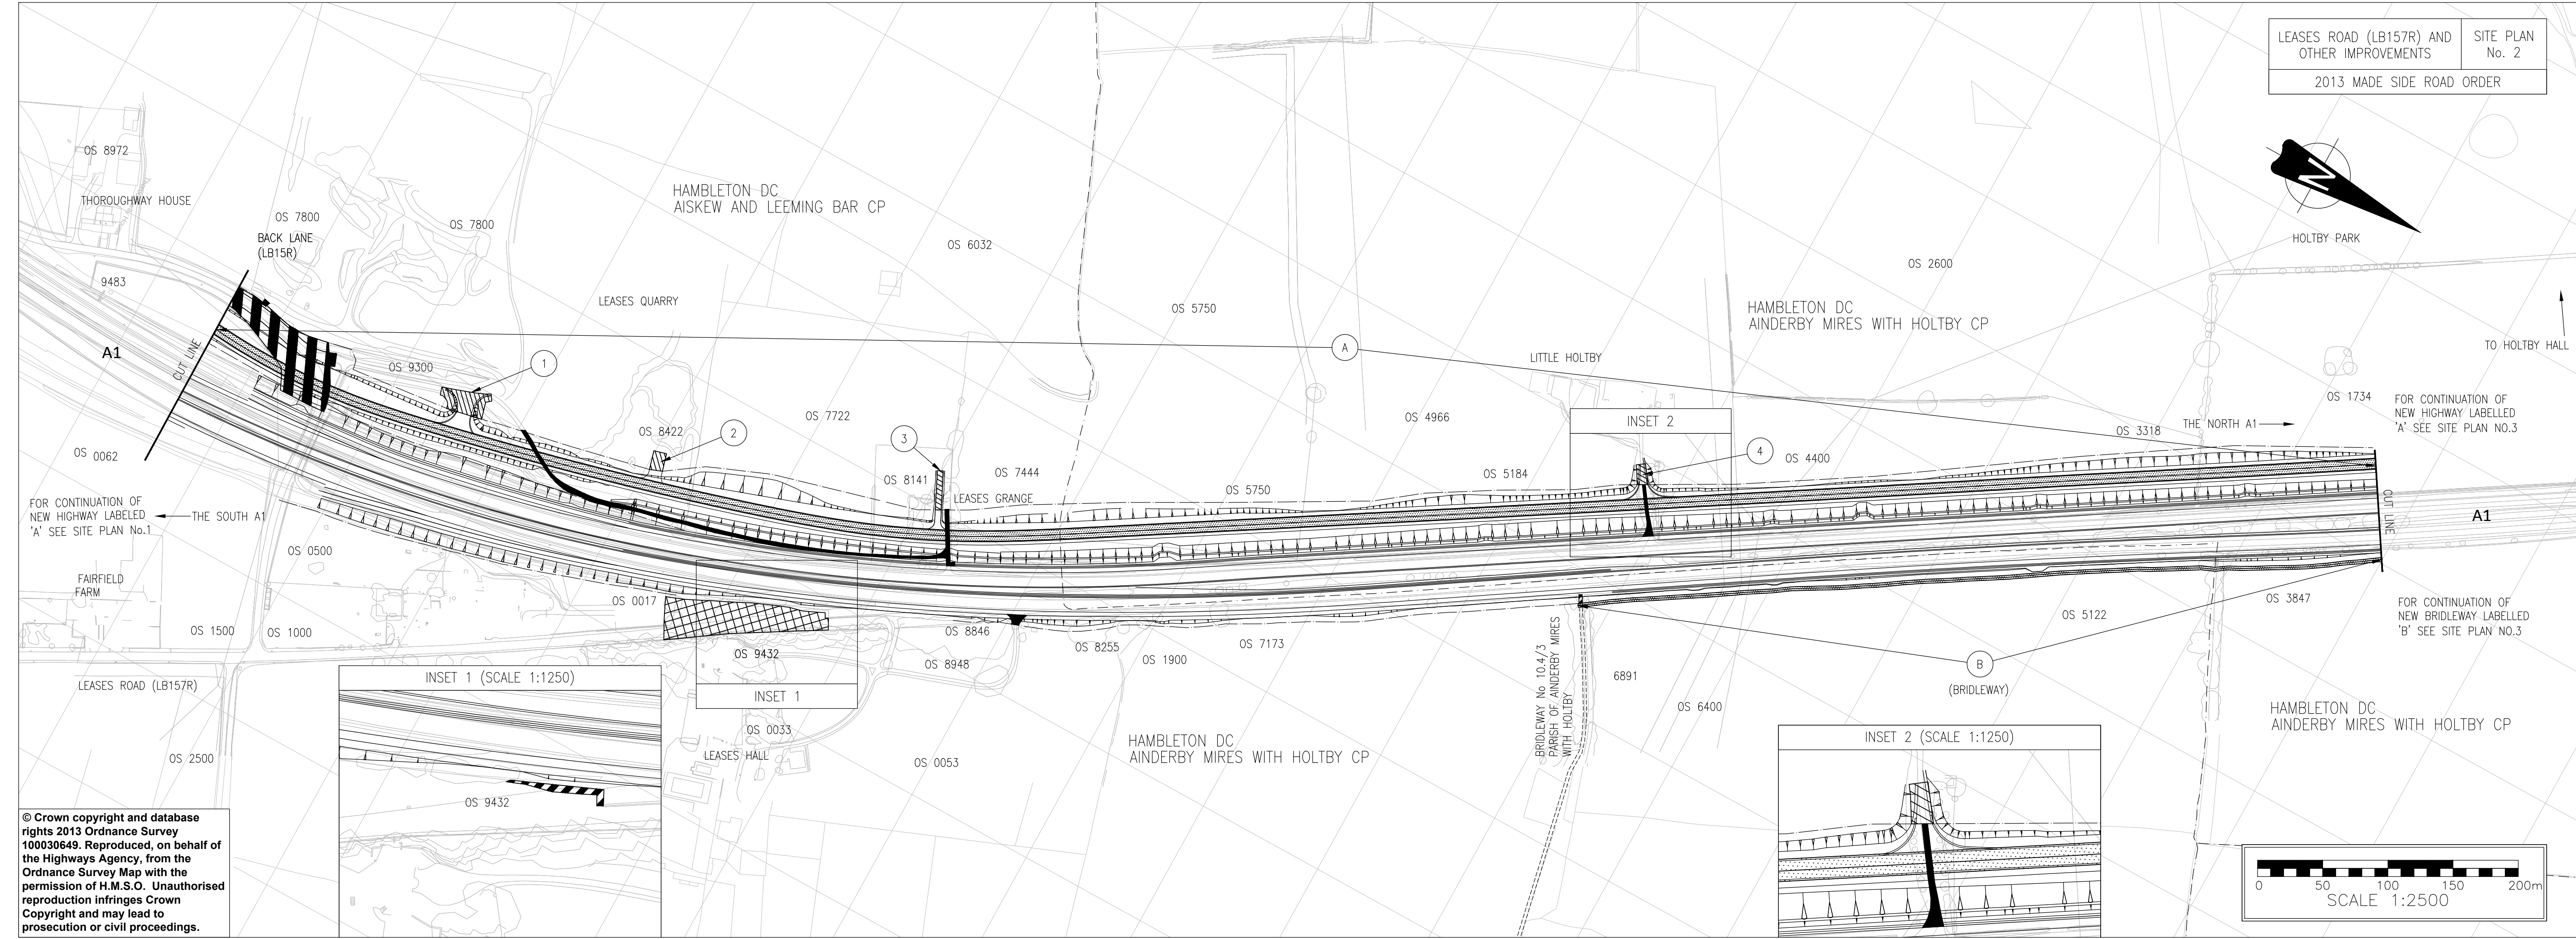 LEASES ROAD (LB157R) AND
OTHER IMPROVEMENTS
SITE PLAN
No. 2
2013 MADE SIDE ROAD ORDER
N
OS 8972
THOROUGHWAY HOUSE
OS 7800
OS 7800
BACK LANE
(LB15R)
9483
HAMBLETON DC
AISKEW AND LEEMING BAR CP
OS 6032
LEASES QUARRY
OS 5750
OS 2600
HAMBLETON DC
AINDERBY MIRES WITH HOLTBY CP
HOLTBY PARK
TO HOLTBY HALL
A1
CUT LINE
OS 9300
1
A
LITTLE HOLTBY
OS 1734
FOR CONTINUATION OF
NEW HIGHWAY LABELLED
'A' SEE SITE PLAN NO.3
OS 8422
2
OS 7722
3
OS 4966
INSET 2
4
OS 4400
OS 3318
THE NORTH A1
OS 0062
OS 8141
OS 7444
LEASES GRANGE
OS 5750
OS 5184
CUT LINE
A1
FOR CONTINUATION OF
NEW HIGHWAY LABELED
'A' SEE SITE PLAN No.1
THE SOUTH A1
OS 0500
FAIRFIELD
FARM
OS 0017
OS 1500
OS 1000
OS 9432
INSET 1
OS 8846
OS 8948
OS 8255
OS 1900
OS 7173
BRIDLEWAY No 10.4/3
PARISH OF AINDERBY MIRES
WITH HOLTBY
6891
OS 6400
B
(BRIDLEWAY)
OS 5122
OS 3847
FOR CONTINUATION OF
NEW BRIDLEWAY LABELLED
'B' SEE SITE PLAN NO.3
LEASES ROAD (LB157R)
OS 2500
INSET 1 (SCALE 1:1250)
OS 9432
OS 0033
LEASES HALL
OS 0053
HAMBLETON DC
AINDERBY MIRES WITH HOLTBY CP
INSET 2 (SCALE 1:1250)
HAMBLETON DC
AINDERBY MIRES WITH HOLTBY CP
© Crown copyright and database
rights 2013 Ordnance Survey
100030649. Reproduced, on behalf of
the Highways Agency, from the
Ordnance Survey Map with the
permission of H.M.S.O. Unauthorised
reproduction infringes Crown
Copyright and may lead to
prosecution or civil proceedings.
0 50 100 150 200m
SCALE 1:2500